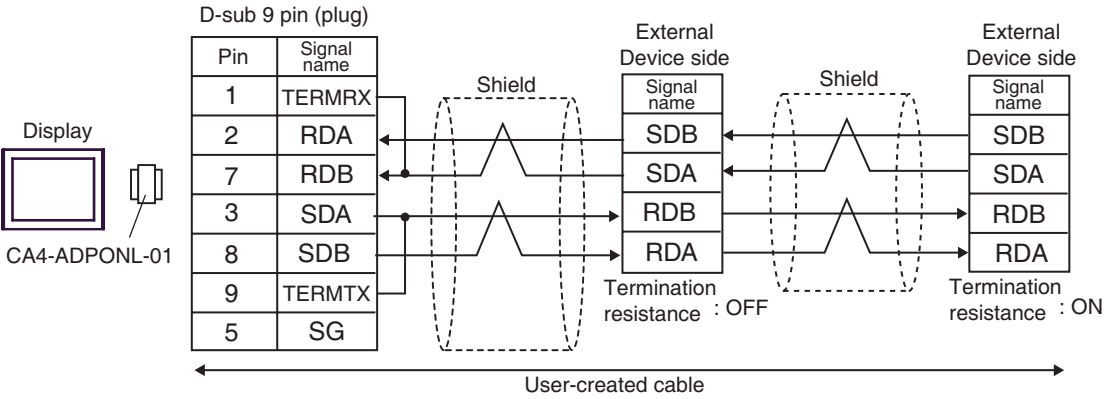 D-sub 9 pin (plug)
Pin Signal name
1 TERMRX
2 RDA
7 RDB
3 SDA
8 SDB
9 TERMTX
5 SG
Display
CA4-ADPONL-01
Shield
External
Device side
Signal
name
SDB
SDA
RDB
RDA
Termination
resistance : OFF
Shield
External
Device side
Signal
name
SDB
SDA
RDB
RDA
Termination
resistance : ON
User-created cable